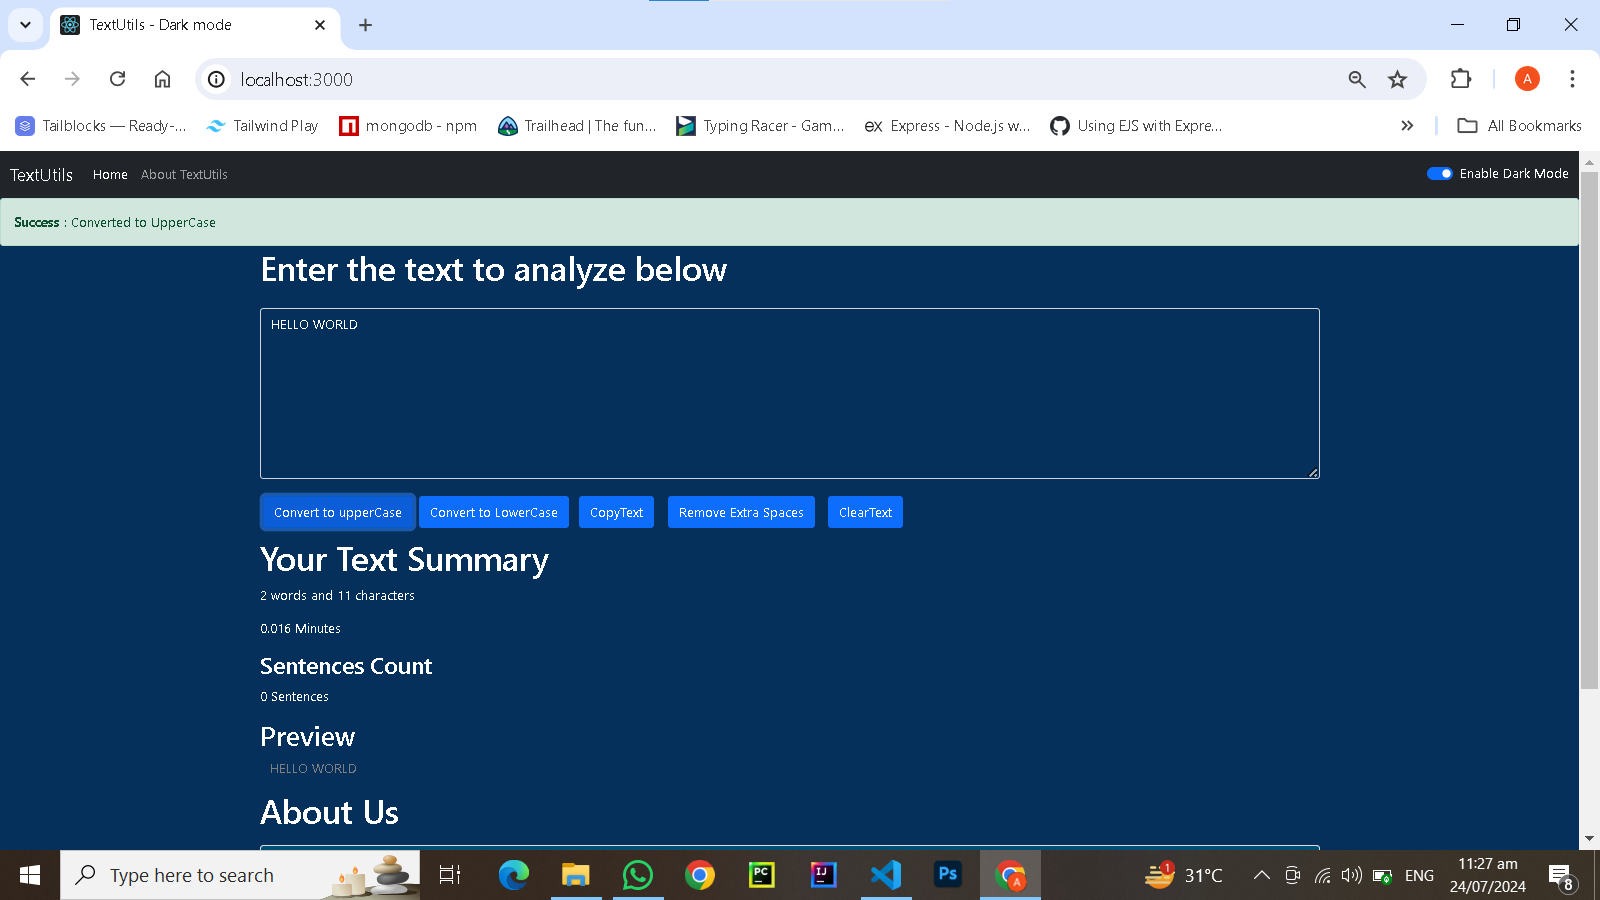 TextUtils - Dark mode
localhost:3000
A
Tailblocks — Ready-...
Tailwind Play
mongodb - npm
Trailhead | The fun...
Typing Racer - Gam...
ex
Express - Node.js w...
Using EJS with Expre...
All Bookmarks
TextUtils
Home
About TextUtils
Enable Dark Mode
Success : Converted to UpperCase
Enter the text to analyze below
HELLO WORLD
Convert to upperCase
Convert to LowerCase
CopyText
Remove Extra Spaces
ClearText
Your Text Summary
2 words and 11 characters
0.016 Minutes
Sentences Count
0 Sentences
Preview
HELLO WORLD
About Us
Type here to search
PC
IJ
Ps
A
1
31°C
ENG
11:27 am
24/07/2024
8